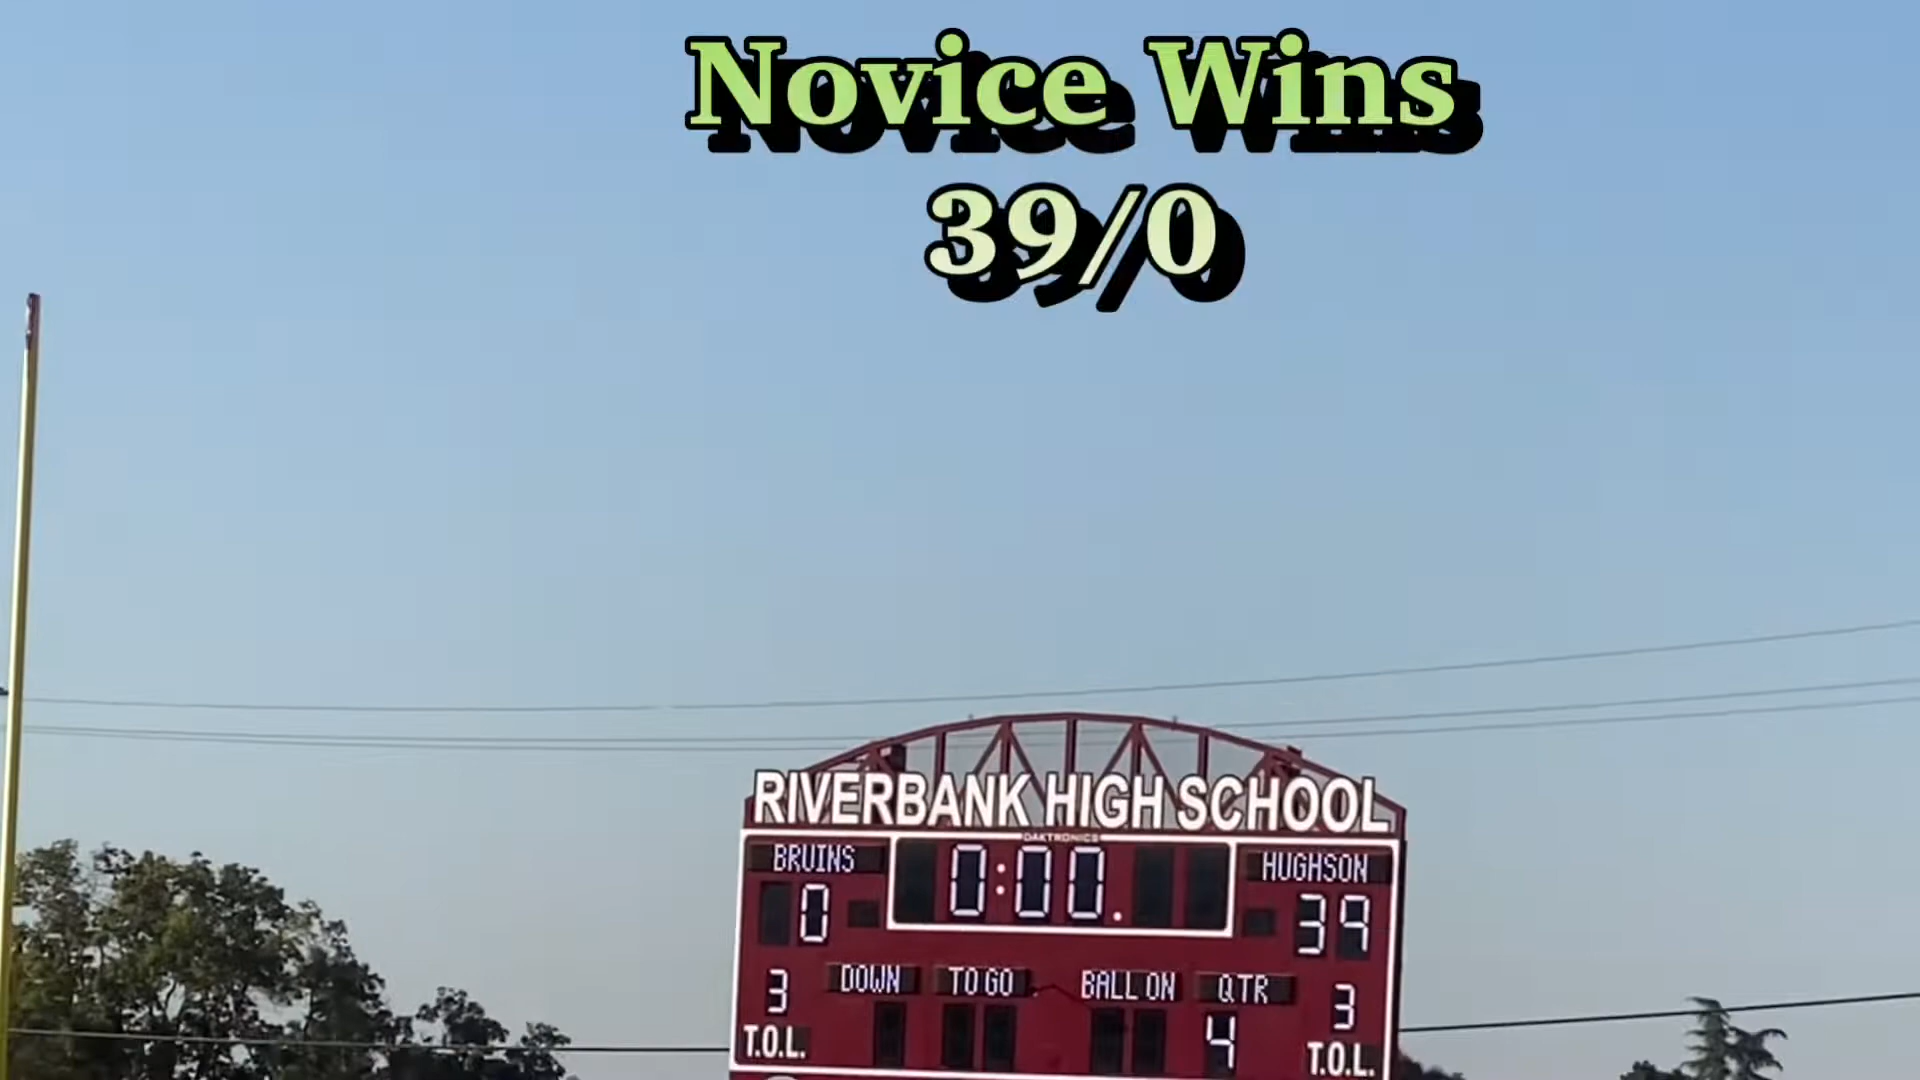 Novice Wins
39/0
RIVERBANK HIGH SCHOOL
DAKTRONICS
BRUINS 0:00. HUGHSON
0 39
DOWN TO GO BALL ON QTR
3 4 3
T.O.L. T.O.L.